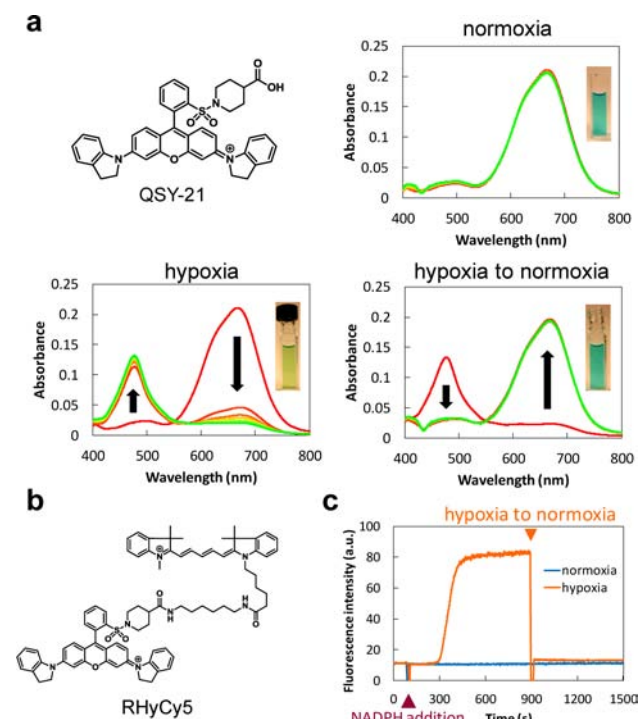 a
normoxia
N
S
O O
O
OH
N
O
N
⊕
QSY-21
Absorbance
0.25
0.2
0.15
0.1
0.05
0
400 500 600 700 800
Wavelength (nm)
hypoxia
hypoxia to normoxia
Absorbance
0.25
0.2
0.15
0.1
0.05
0
400 500 600 700 800
Wavelength (nm)
Absorbance
0.25
0.2
0.15
0.1
0.05
0
400 500 600 700 800
Wavelength (nm)
b
N
⊕
N
O
H
N
H
N
O
N
S
O O
N
O
N
⊕
RHyCy5
c
hypoxia to normoxia
Fluorescence intensity (a.u.)
100
80
60
40
20
0
normoxia
hypoxia
0 300 600 900 1200 1500
NADPH addition
Time (s)